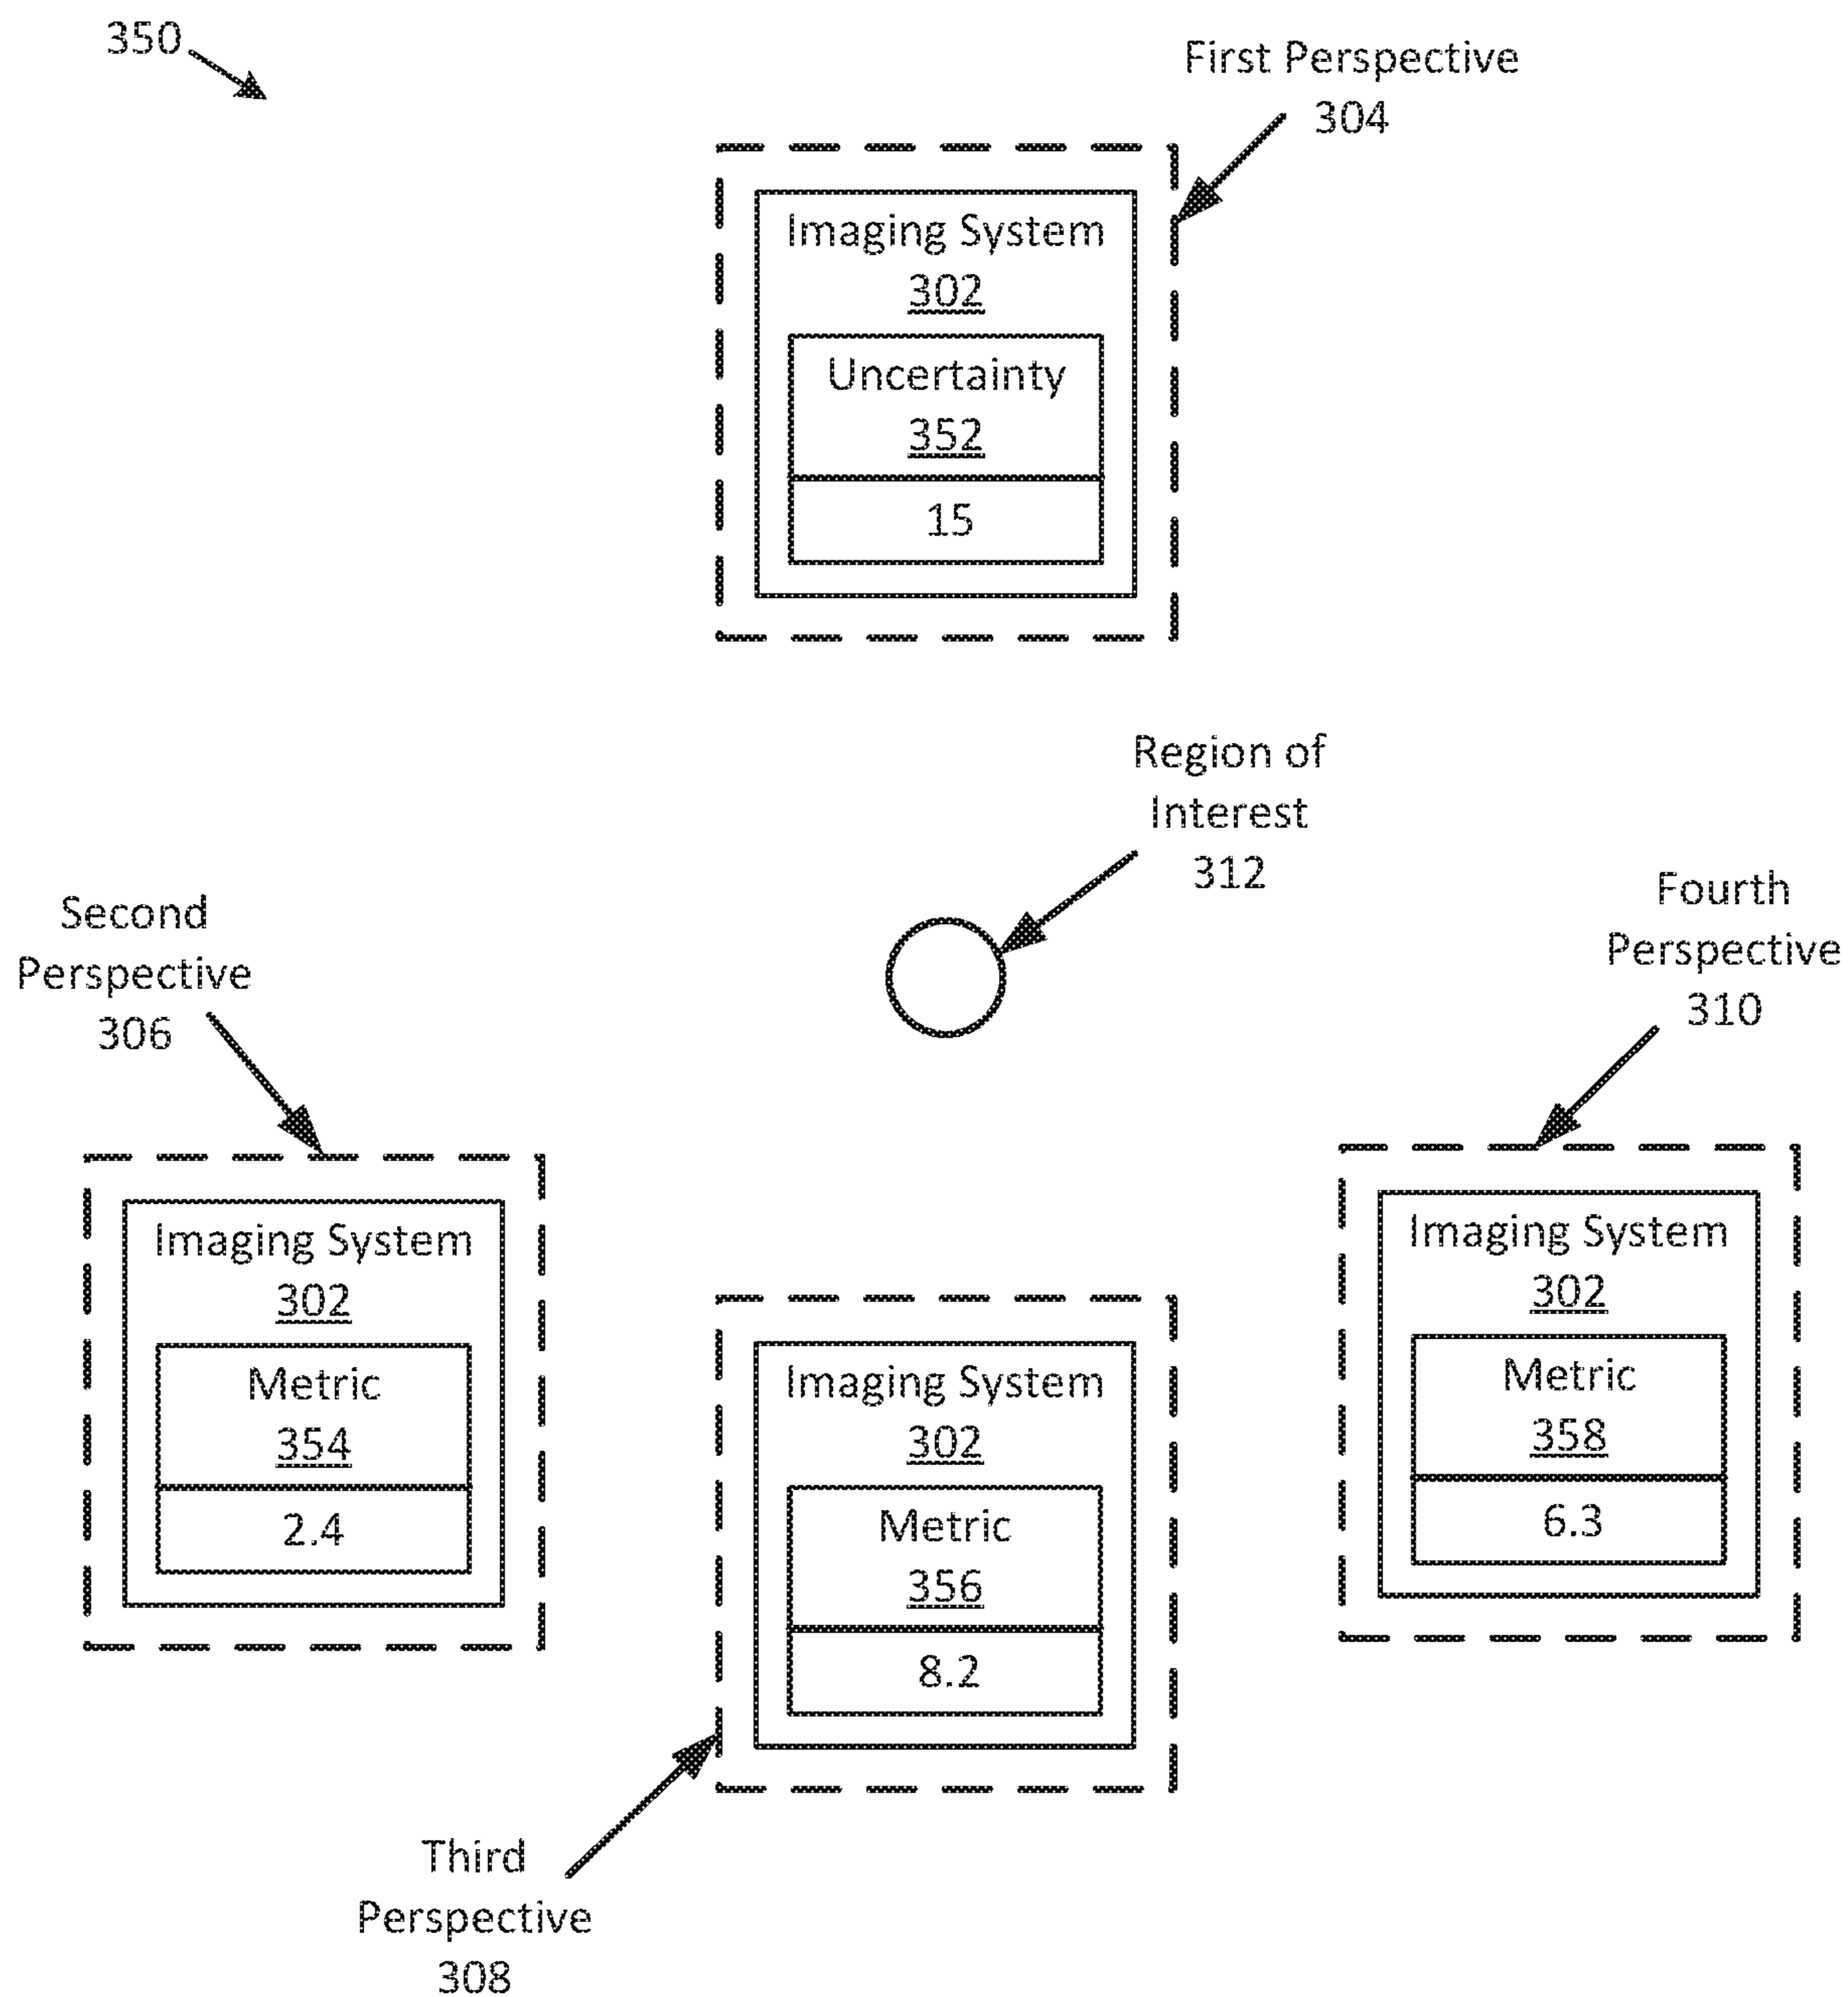 350
First Perspective
304
Imaging System
302
Uncertainty
352
15
Region of
Interest
312
Second
Perspective
306
Fourth
Perspective
310
Imaging System
302
Metric
354
2.4
Imaging System
302
Metric
356
8.2
Imaging System
302
Metric
358
6.3
Third
Perspective
308